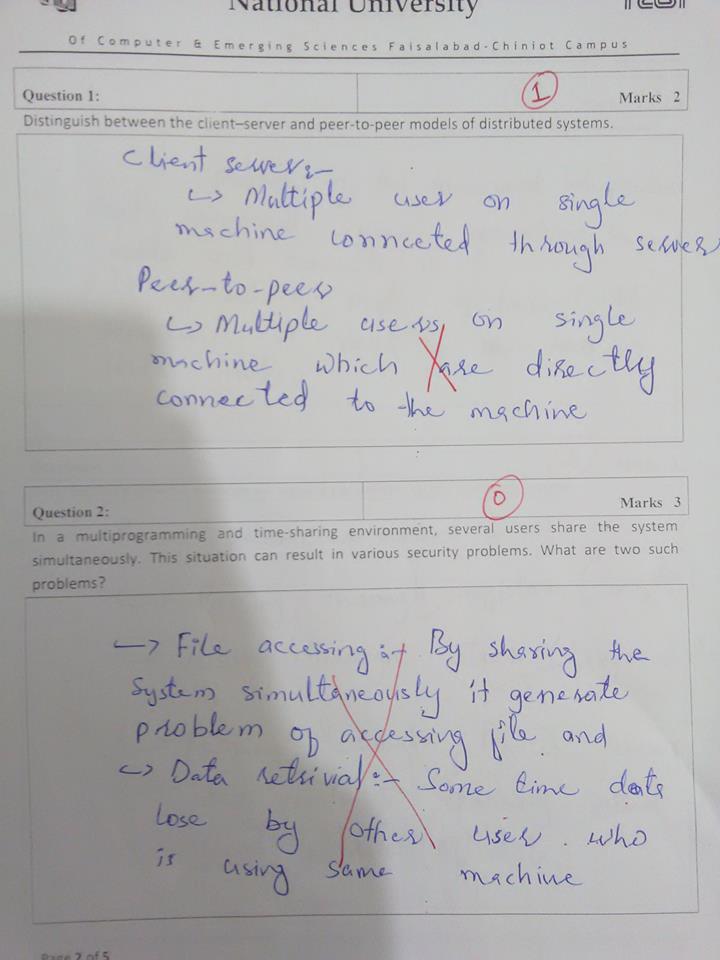 National University
Of Computer & Emerging Sciences Faisalabad-Chiniot Campus
Question 1: 1 Marks 2
Distinguish between the client–server and peer-to-peer models of distributed systems.
Client server:-
↳ Multiple user on single
machine connceted through server
Peer-to-peer
↳ Multiple users, on single
machine which are directly
connected to the machine
Question 2: 0 Marks 3
In a multiprogramming and time-sharing environment, several users share the system
simultaneously. This situation can result in various security problems. What are two such
problems?
→ File accessing:- By sharing the
System simultaneously it generate
problem of accessing file and
↳ Data retrivial:- Some time data
lose by other user who
is using same machine
Page 2 of 5